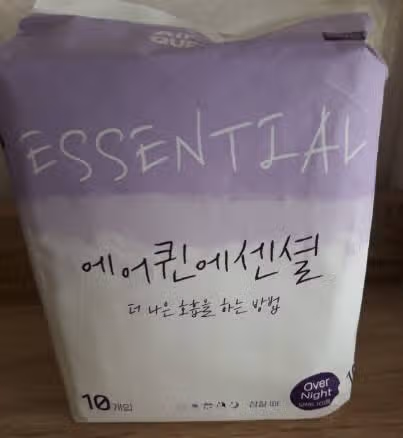 ESSENTIAL
에어퀸에센셜
더 나은 호흡을 하는 방법
10개입
Over
Night